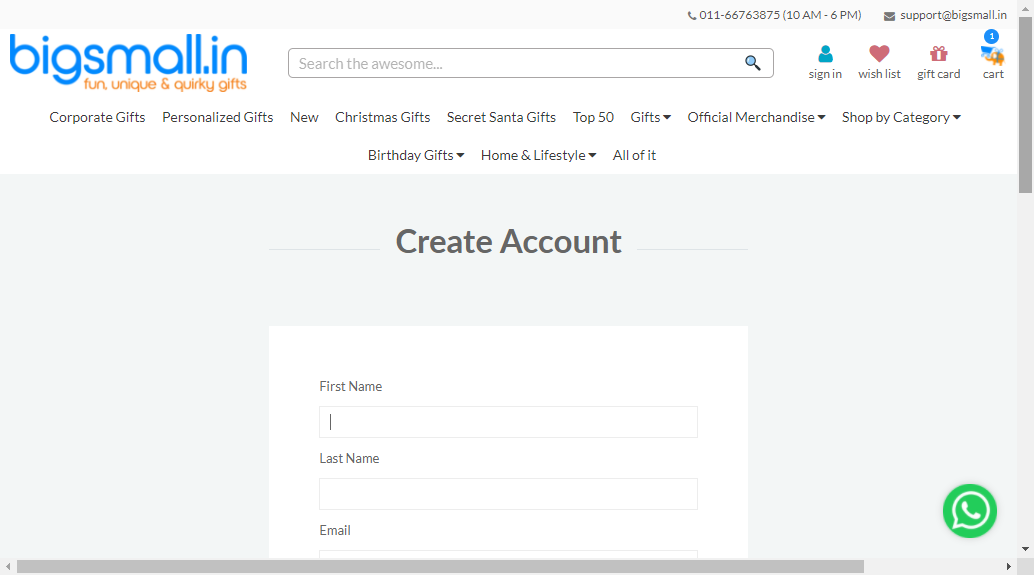 011-66763875 (10 AM - 6 PM) support@bigsmall.in
bigsmall.in
fun, unique & quirky gifts
Search the awesome...
sign in
wish list
gift card
1
cart
Corporate Gifts Personalized Gifts New Christmas Gifts Secret Santa Gifts Top 50 Gifts Official Merchandise Shop by Category
Birthday Gifts Home & Lifestyle All of it
Create Account
First Name
Last Name
Email